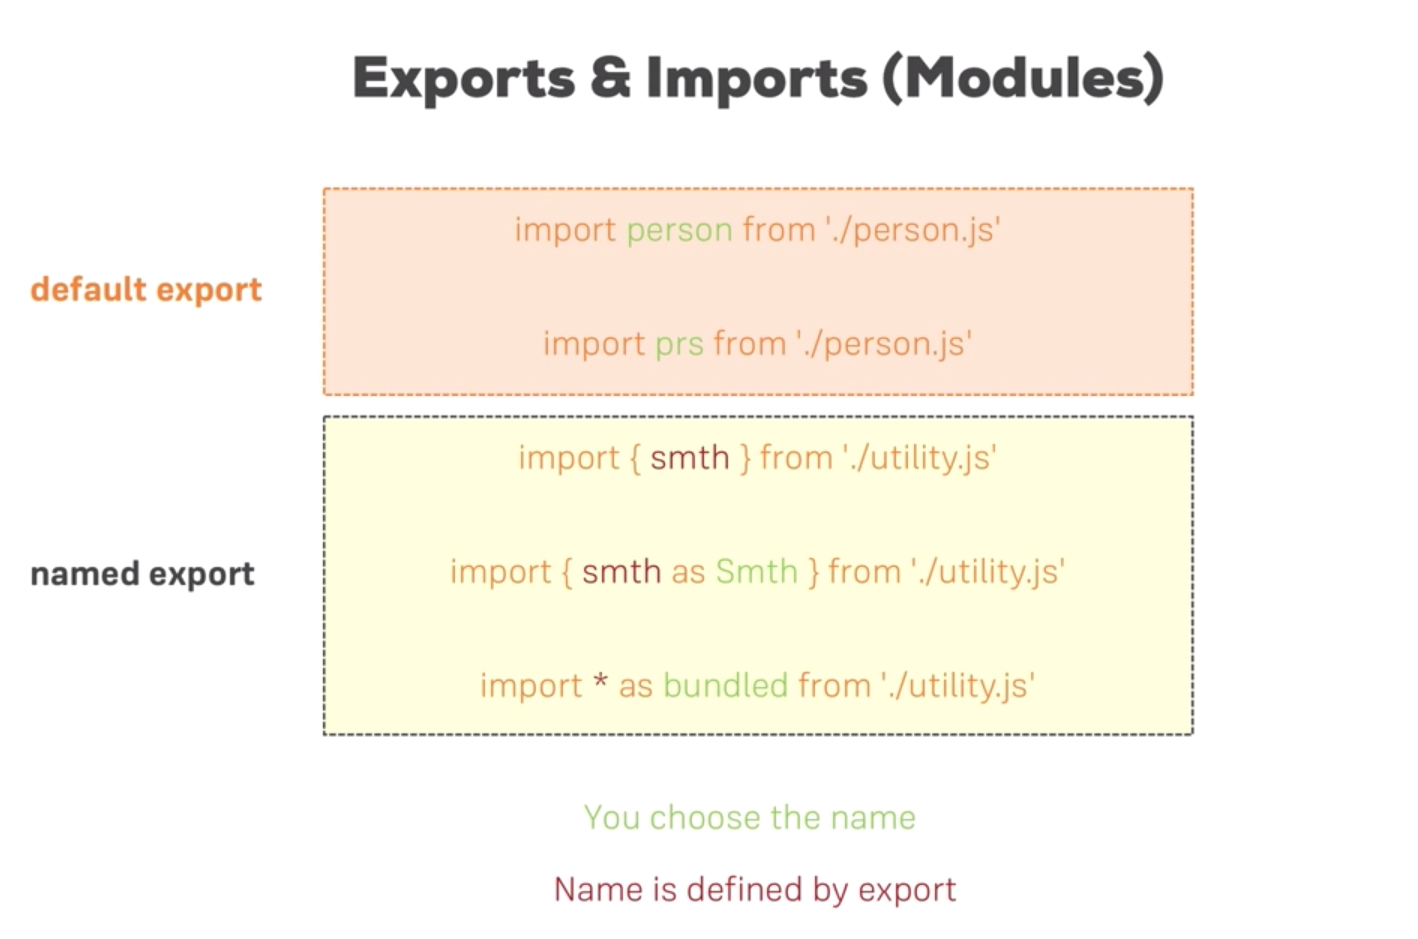 Exports & Imports (Modules)
default export
import person from './person.js'
import prs from './person.js'
named export
import { smth } from './utility.js'
import { smth as Smth } from './utility.js'
import * as bundled from './utility.js'
You choose the name
Name is defined by export